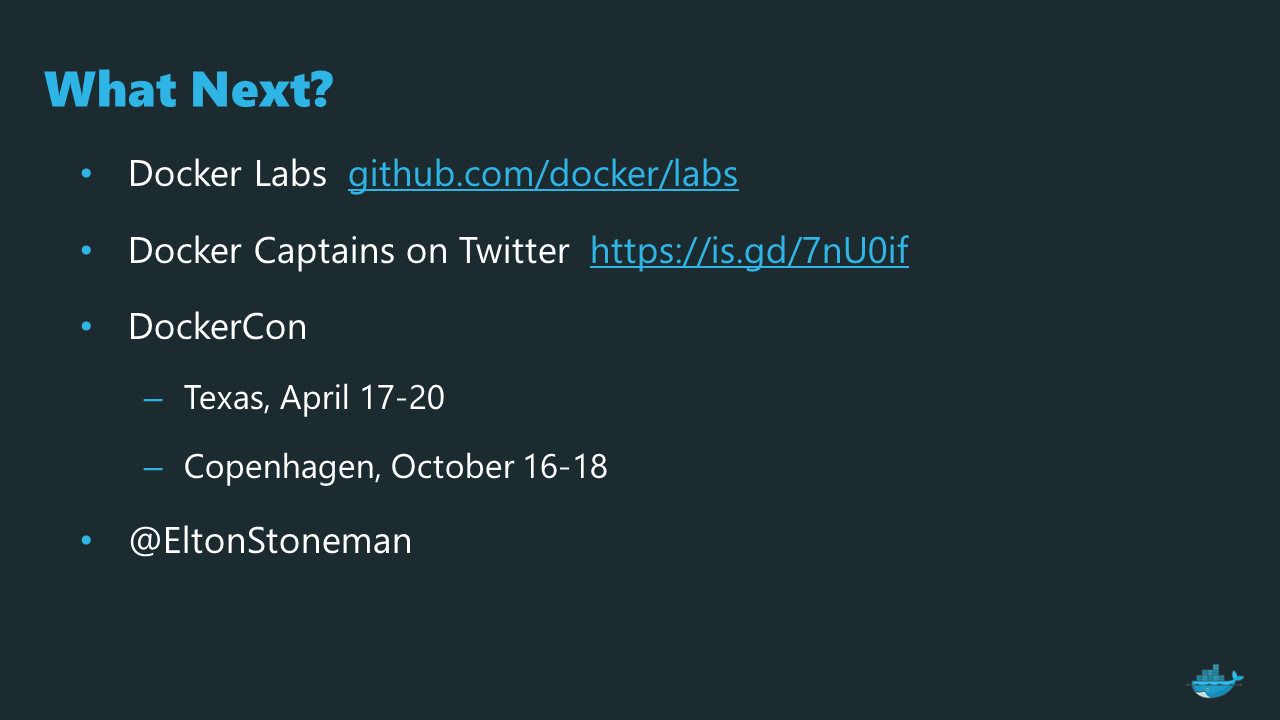 What Next?
• Docker Labs github.com/docker/labs
• Docker Captains on Twitter https://is.gd/7nU0if
• DockerCon
– Texas, April 17-20
– Copenhagen, October 16-18
• @EltonStoneman